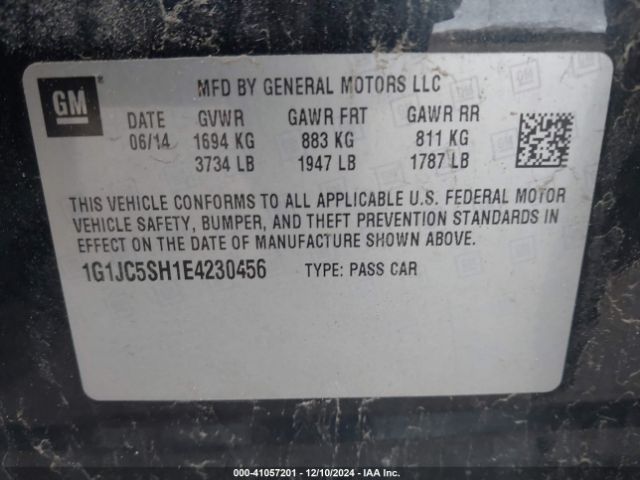 GM
MFD BY GENERAL MOTORS LLC
DATE GVWR GAWR FRT GAWR RR
06/14 1694 KG 883 KG 811 KG
3734 LB 1947 LB 1787 LB
THIS VEHICLE CONFORMS TO ALL APPLICABLE U.S. FEDERAL MOTOR
VEHICLE SAFETY, BUMPER, AND THEFT PREVENTION STANDARDS IN
EFFECT ON THE DATE OF MANUFACTURE SHOWN ABOVE.
1G1JC5SH1E4230456 TYPE: PASS CAR
000-41057201 - 12/10/2024 - IAA Inc.